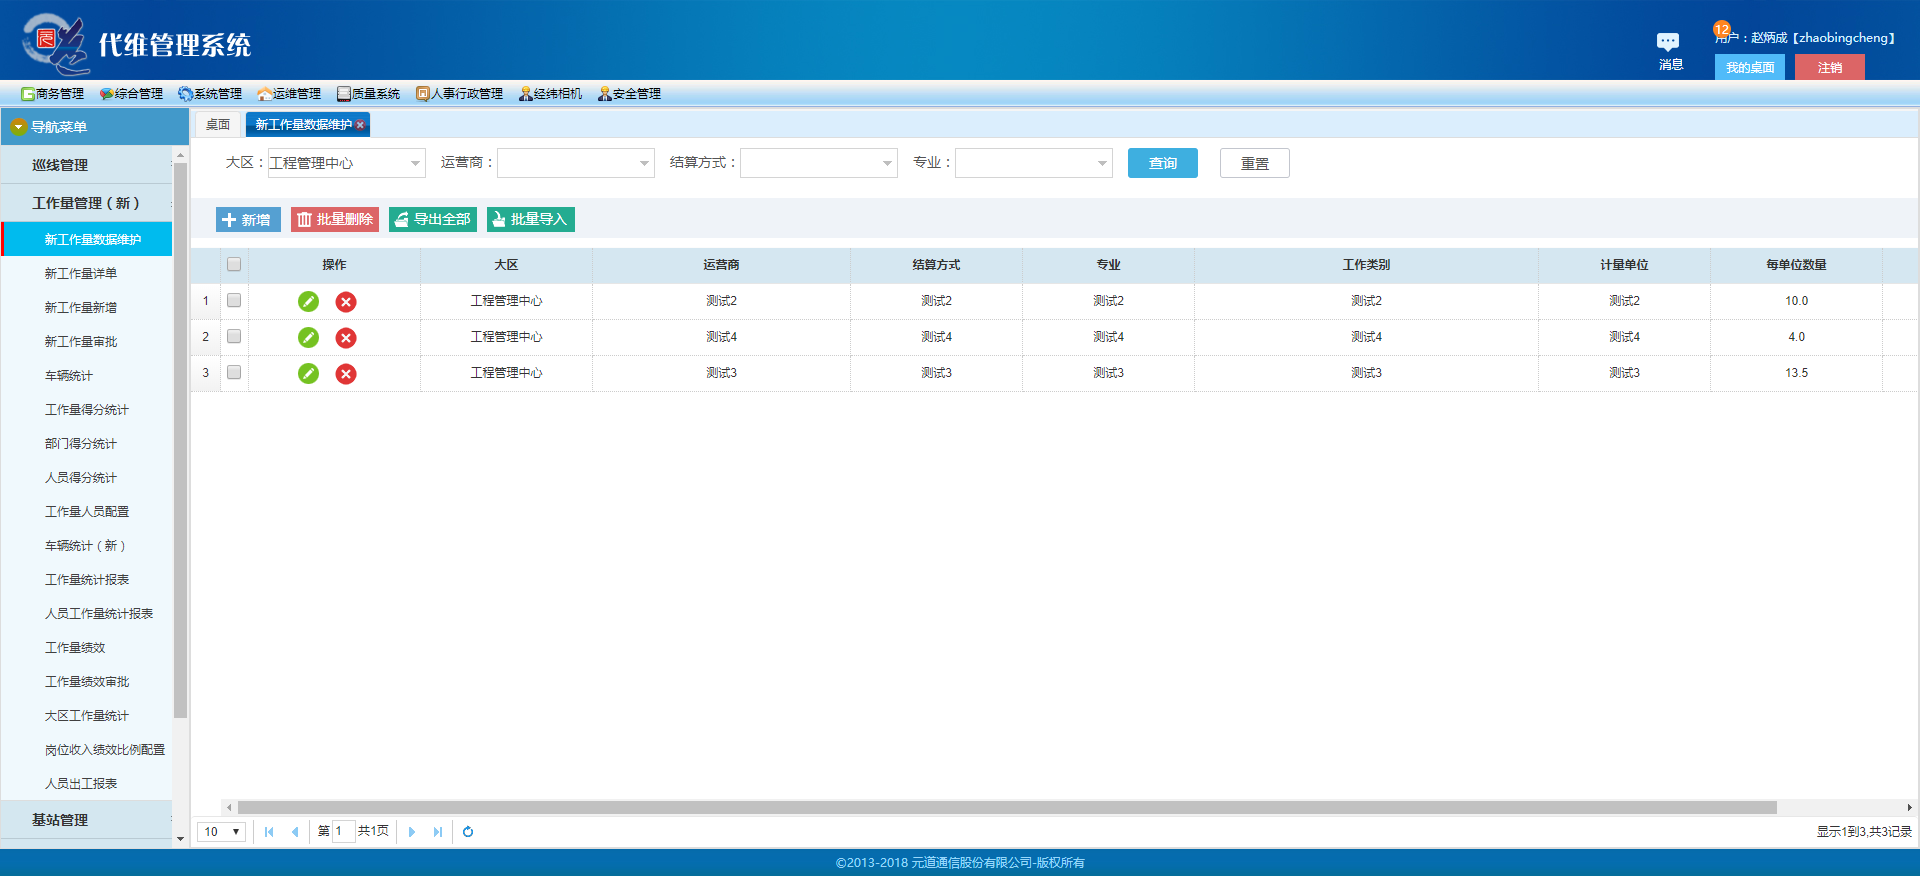 代维管理系统
12
消息
用户：赵炳成【zhaobingcheng】
我的桌面 注销
商务管理 综合管理 系统管理 运维管理 质量系统 人事行政管理 经纬相机 安全管理
导航菜单
桌面 新工作量数据维护
巡线管理
工作量管理（新）
新工作量数据维护
新工作量详单
新工作量新增
新工作量审批
车辆统计
工作量得分统计
部门得分统计
人员得分统计
工作量人员配置
车辆统计（新）
工作量统计报表
人员工作量统计报表
工作量绩效
工作量绩效审批
大区工作量统计
岗位收入绩效比例配置
人员出工报表
基站管理
大区：工程管理中心 运营商： 结算方式： 专业： 查询 重置
新增 批量删除 导出全部 批量导入
操作 大区 运营商 结算方式 专业 工作类别 计量单位 每单位数量
1 工程管理中心 测试2 测试2 测试2 测试2 测试2 10.0
2 工程管理中心 测试4 测试4 测试4 测试4 测试4 4.0
3 工程管理中心 测试3 测试3 测试3 测试3 测试3 13.5
10 第 1 共1页 显示1到3,共3记录
©2013-2018 元道通信股份有限公司-版权所有